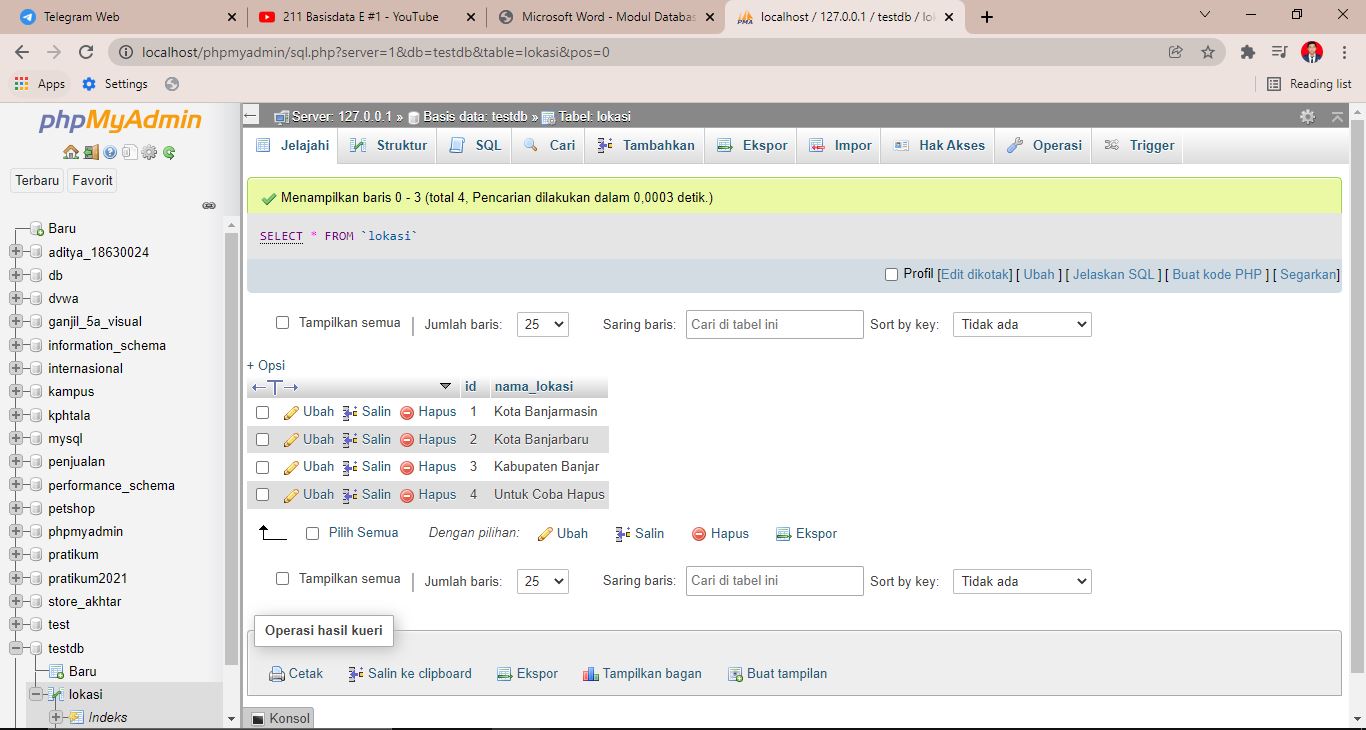 Telegram Web
211 Basisdata E #1 - YouTube
Microsoft Word - Modul Databas
localhost / 127.0.0.1 / testdb / lo
localhost/phpmyadmin/sql.php?server=1&db=testdb&table=lokasi&pos=0
Apps
Settings
Reading list
phpMyAdmin
Terbaru
Favorit
Baru
aditya_18630024
db
dvwa
ganjil_5a_visual
information_schema
internasional
kampus
kphtala
mysql
penjualan
performance_schema
petshop
phpmyadmin
pratikum
pratikum2021
store_akhtar
test
testdb
Baru
lokasi
Indeks
Server: 127.0.0.1 » Basis data: testdb » Tabel: lokasi
Jelajahi Struktur SQL Cari Tambahkan Ekspor Impor Hak Akses Operasi Trigger
Menampilkan baris 0 - 3 (total 4, Pencarian dilakukan dalam 0,0003 detik.)
SELECT * FROM `lokasi`
Profil [Edit dikotak] [ Ubah ] [ Jelaskan SQL ] [ Buat kode PHP ] [ Segarkan]
Tampilkan semua | Jumlah baris: 25 Saring baris: Cari di tabel ini Sort by key: Tidak ada
+ Opsi
←T→ id nama_lokasi
Ubah Salin Hapus 1 Kota Banjarmasin
Ubah Salin Hapus 2 Kota Banjarbaru
Ubah Salin Hapus 3 Kabupaten Banjar
Ubah Salin Hapus 4 Untuk Coba Hapus
Pilih Semua Dengan pilihan: Ubah Salin Hapus Ekspor
Tampilkan semua | Jumlah baris: 25 Saring baris: Cari di tabel ini Sort by key: Tidak ada
Operasi hasil kueri
Cetak Salin ke clipboard Ekspor Tampilkan bagan Buat tampilan
Konsol